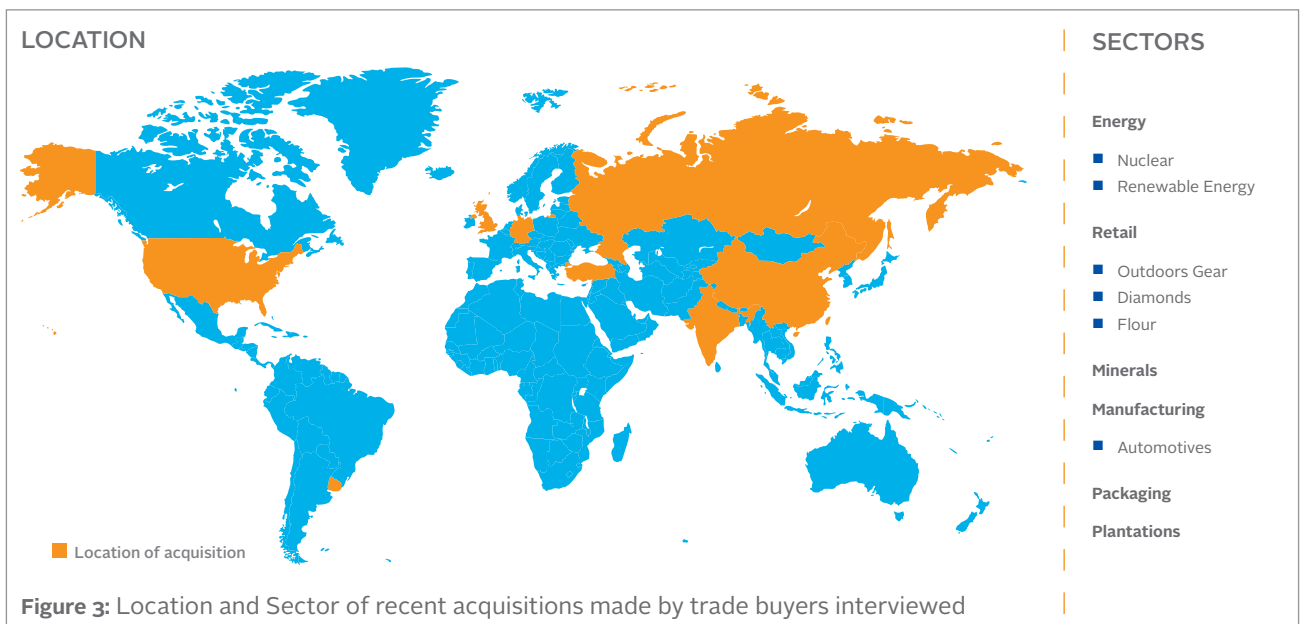 LOCATION
Location of acquisition
SECTORS
Energy
Nuclear
Renewable Energy
Retail
Outdoors Gear
Diamonds
Flour
Minerals
Manufacturing
Automotives
Packaging
Plantations
Figure 3: Location and Sector of recent acquisitions made by trade buyers interviewed